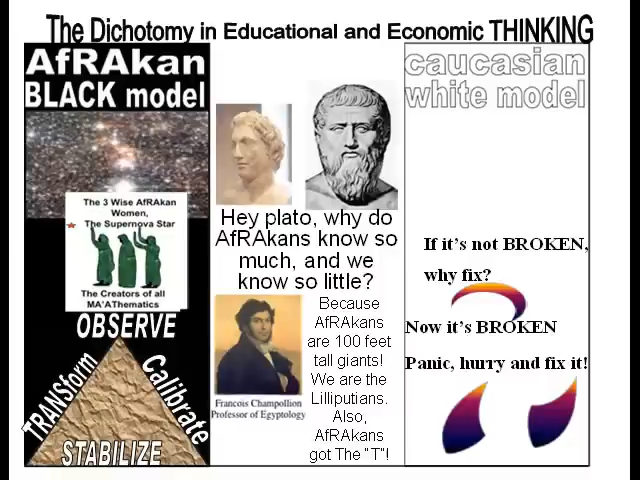 The Dichotomy in Educational and Economic THINKING
AfRAkan
BLACK model
The 3 Wise AfRAkan
Women,
The Supernova Star
The Creators of all
MA'AThematics
OBSERVE
TRANSform
Calibrate
STABILIZE
Hey plato, why do
AfRAkans know so
much, and we
know so little?
Francois Champollion
Professor of Egyptology
Because
AfRAkans
are 100 feet
tall giants!
We are the
Lilliputians.
Also,
AfRAkans
got The "T"!
caucasian
white model
If it's not BROKEN,
why fix?
Now it's BROKEN
Panic, hurry and fix it!